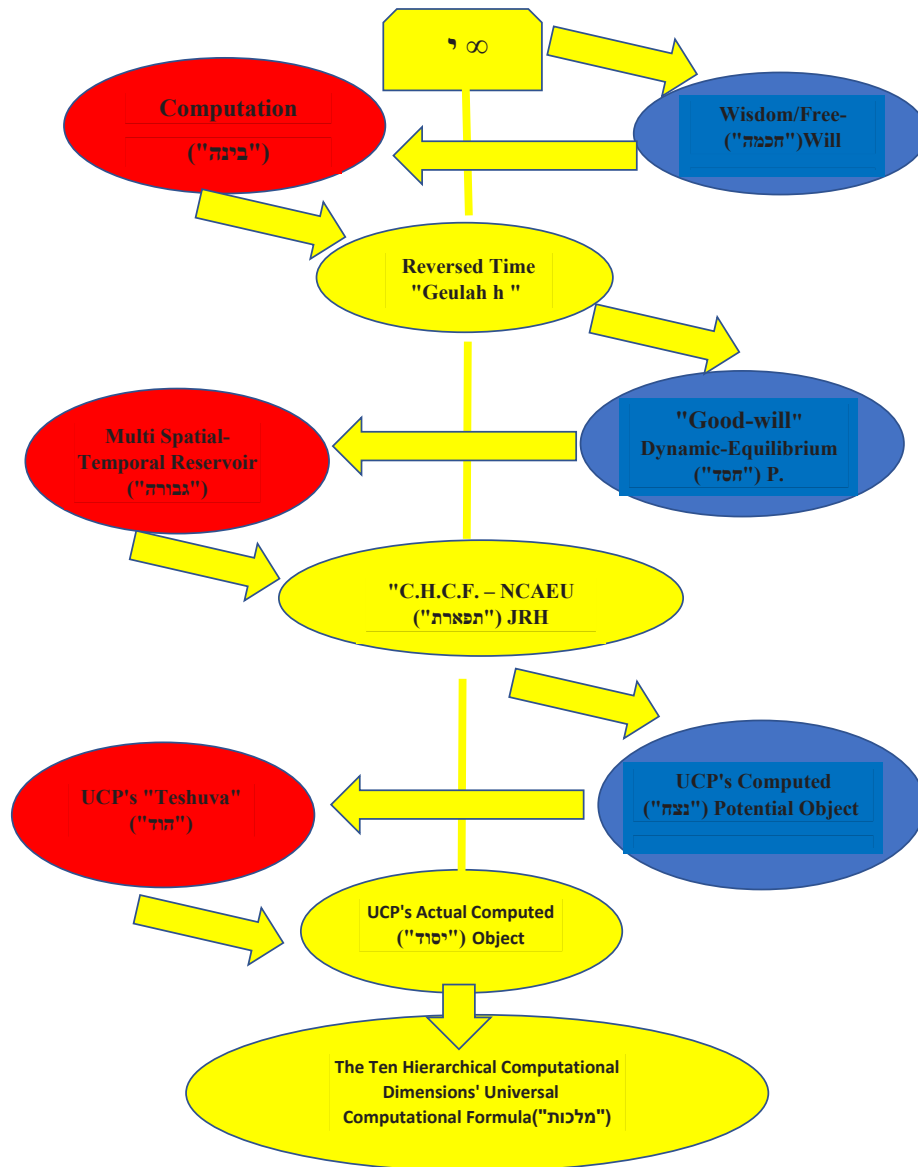 י ∞
Computation
("בינה")
Wisdom/Free-
("חכמה")Will
Reversed Time
"Geulah h "
"Good-will"
Dynamic-Equilibrium
("חסד") P.
Multi Spatial-
Temporal Reservoir
("גבורה")
"C.H.C.F. – NCAEU
("תפארת") JRH
UCP's Computed
("נצח") Potential Object
UCP's "Teshuva"
("הוד")
UCP's Actual Computed
("יסוד") Object
The Ten Hierarchical Computational
Dimensions' Universal
Computational Formula("מלכות")